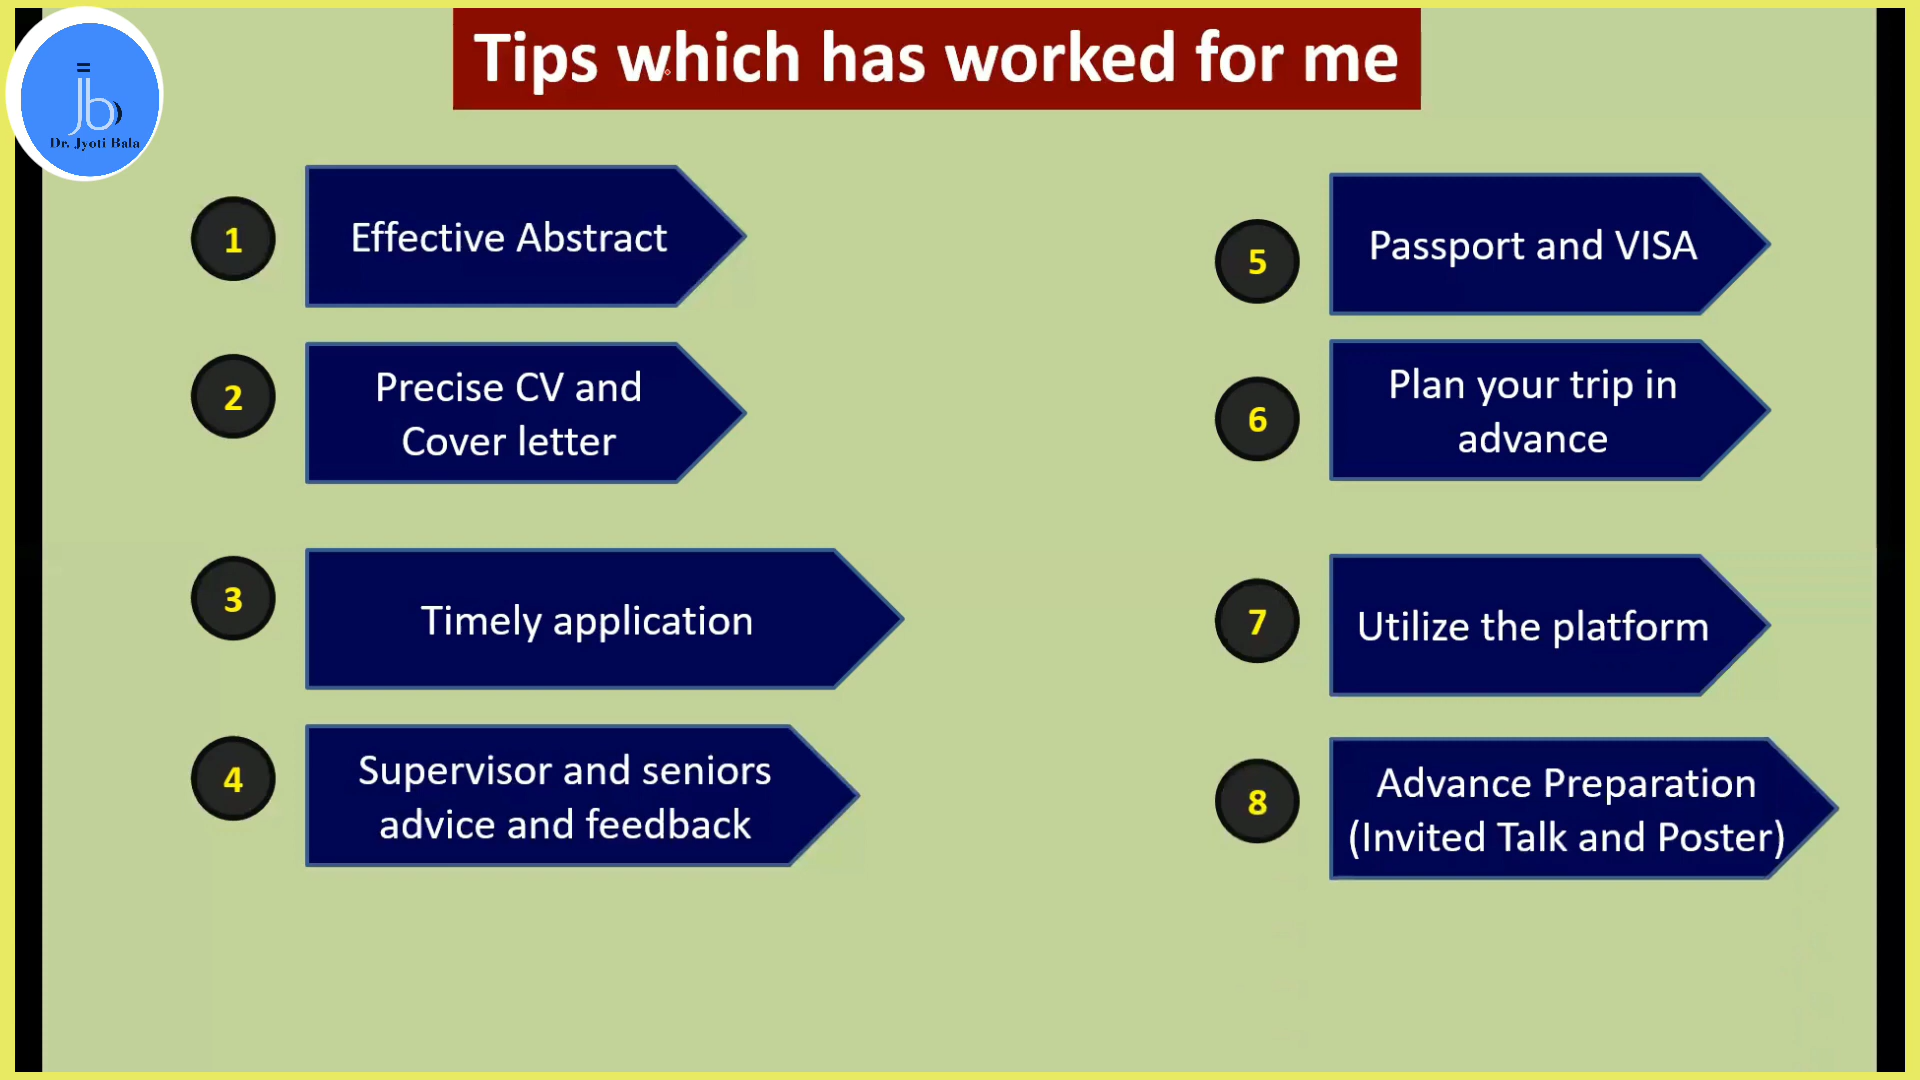 Tips which has worked for me
jb
Dr. Jyoti Bala
1
Effective Abstract
2
Precise CV and
Cover letter
3
Timely application
4
Supervisor and seniors
advice and feedback
5
Passport and VISA
6
Plan your trip in
advance
7
Utilize the platform
8
Advance Preparation
(Invited Talk and Poster)